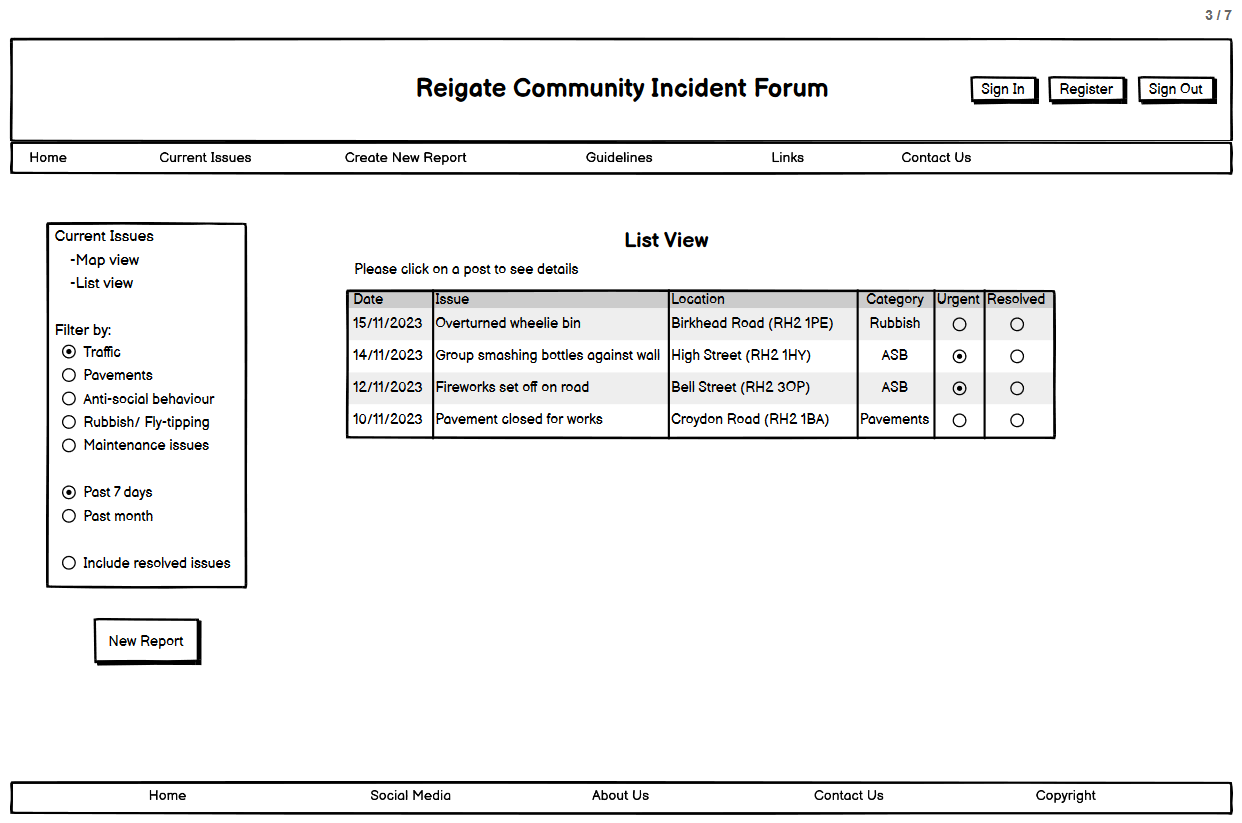 3 / 7
Reigate Community Incident Forum
Sign In
Register
Sign Out
Home
Current Issues
Create New Report
Guidelines
Links
Contact Us
Current Issues
-Map view
-List view
Filter by:
Traffic
Pavements
Anti-social behaviour
Rubbish/ Fly-tipping
Maintenance issues
Past 7 days
Past month
Include resolved issues
New Report
List View
Please click on a post to see details
Date Issue Location Category Urgent Resolved
15/11/2023 Overturned wheelie bin Birkhead Road (RH2 1PE) Rubbish
14/11/2023 Group smashing bottles against wall High Street (RH2 1HY) ASB
12/11/2023 Fireworks set off on road Bell Street (RH2 3OP) ASB
10/11/2023 Pavement closed for works Croydon Road (RH2 1BA) Pavements
Home
Social Media
About Us
Contact Us
Copyright